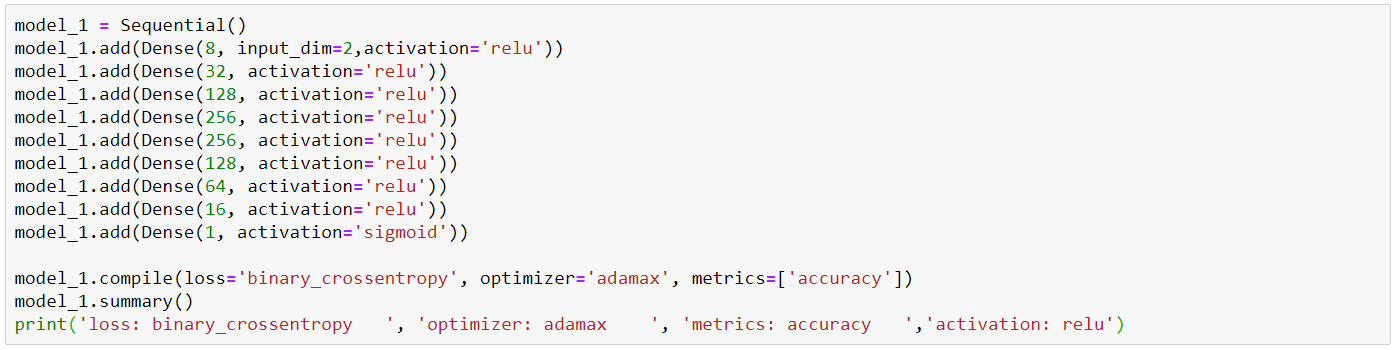 model_1 = Sequential()
model_1.add(Dense(8, input_dim=2,activation='relu'))
model_1.add(Dense(32, activation='relu'))
model_1.add(Dense(128, activation='relu'))
model_1.add(Dense(256, activation='relu'))
model_1.add(Dense(256, activation='relu'))
model_1.add(Dense(128, activation='relu'))
model_1.add(Dense(64, activation='relu'))
model_1.add(Dense(16, activation='relu'))
model_1.add(Dense(1, activation='sigmoid'))

model_1.compile(loss='binary_crossentropy', optimizer='adamax', metrics=['accuracy'])
model_1.summary()
print('loss: binary_crossentropy   ', 'optimizer: adamax    ', 'metrics: accuracy   ','activation: relu')